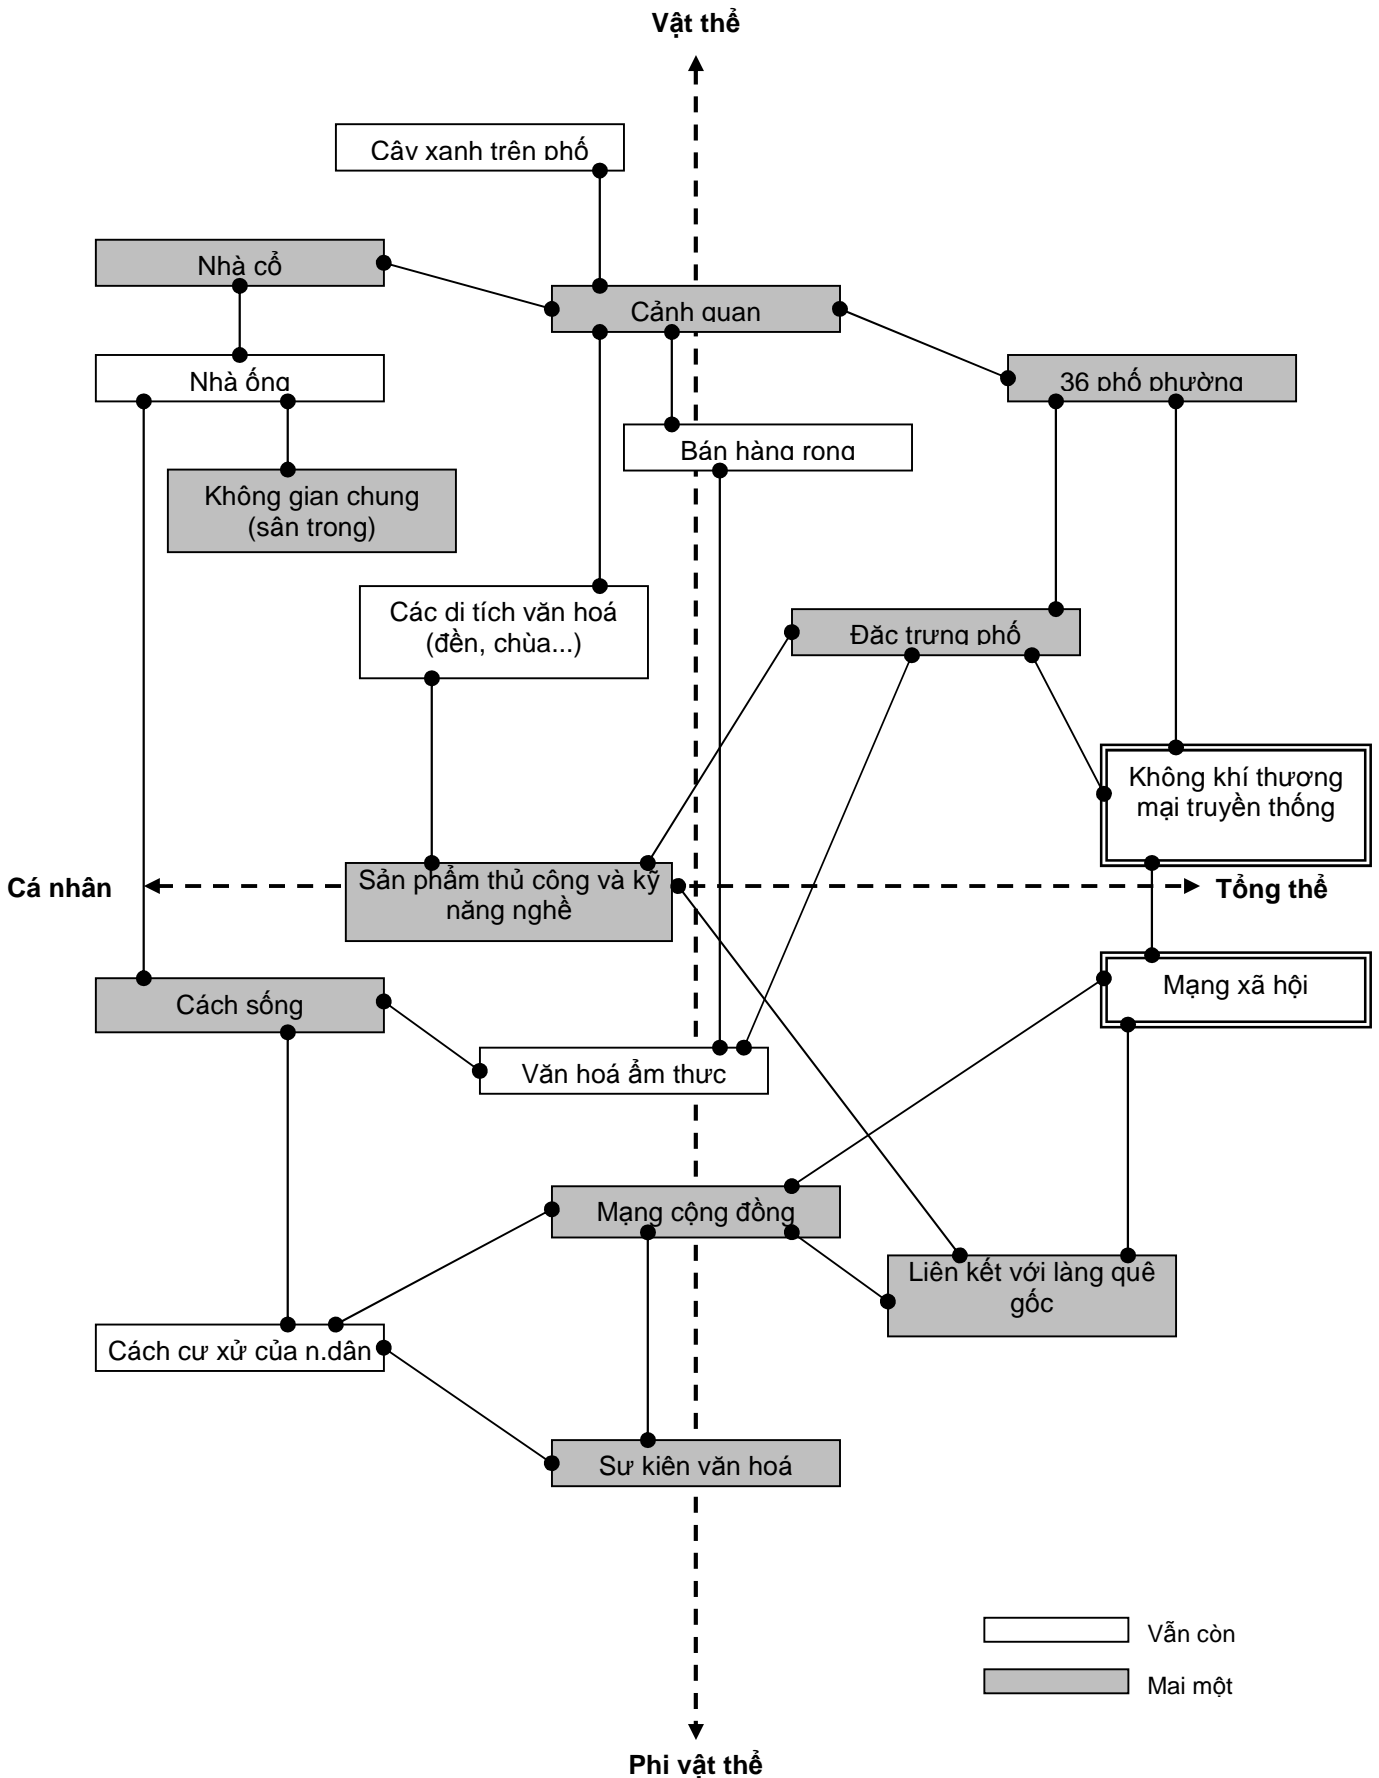 Vật thể
Cây xanh trên phố
Nhà cổ
Cảnh quan
Nhà ống
36 phố phường
Bán hàng rong
Không gian chung
(sân trong)
Các di tích văn hoá
(đền, chùa...)
Đặc trưng phố
Không khí thương
mại truyền thống
Cá nhân
Sản phẩm thủ công và kỹ
năng nghề
Tổng thể
Cách sống
Mạng xã hội
Văn hoá ẩm thực
Mạng cộng đồng
Liên kết với làng quê
gốc
Cách cư xử của n.dân
Sự kiện văn hoá
Vẫn còn
Mai một
Phi vật thể